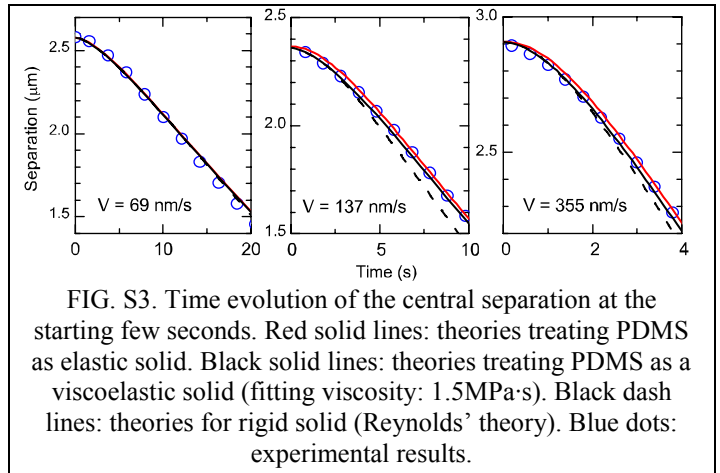 2.5
2.0
1.5
0
10
20
V = 69 nm/s
Separation (μm)
2.5
2.0
1.5
0
5
10
V = 137 nm/s
Time (s)
3.0
2.5
0
2
4
V = 355 nm/s
FIG. S3. Time evolution of the central separation at the
starting few seconds. Red solid lines: theories treating PDMS
as elastic solid. Black solid lines: theories treating PDMS as a
viscoelastic solid (fitting viscosity: 1.5MPa·s). Black dash
lines: theories for rigid solid (Reynolds’ theory). Blue dots:
experimental results.